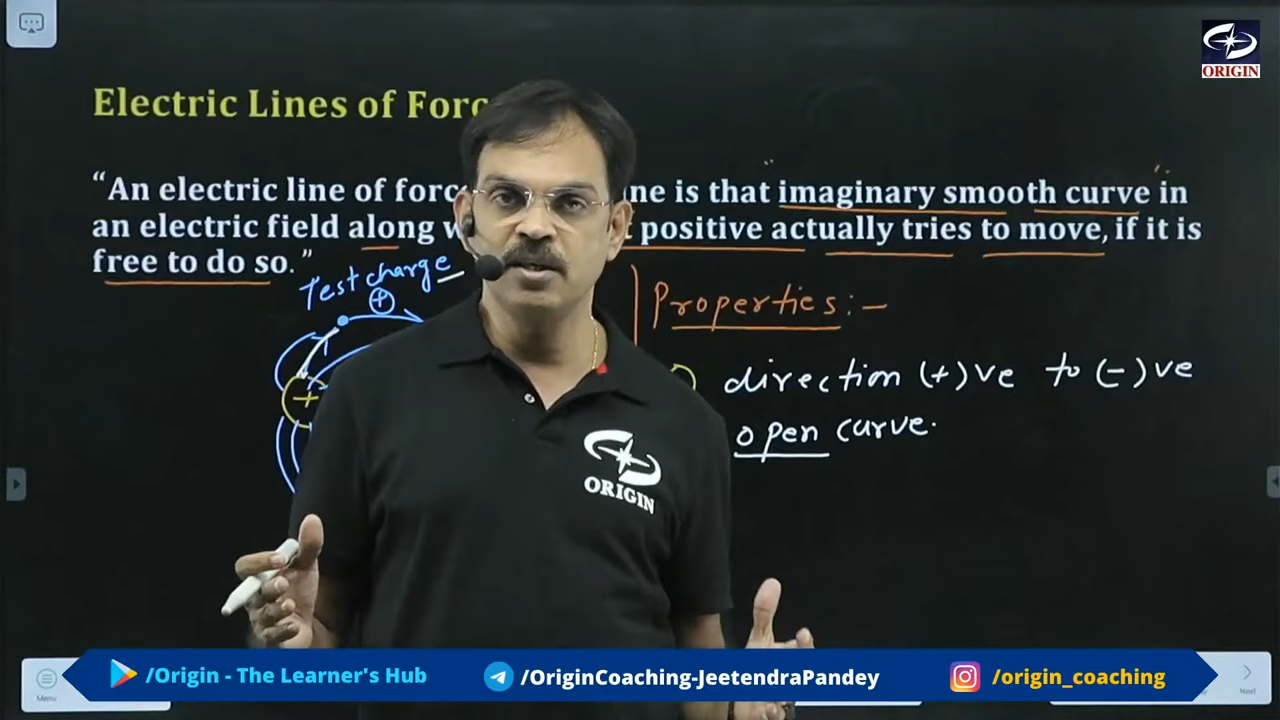 ORIGIN
Electric Lines of Forc
“An electric line of forc ne is that imaginary smooth curve in
an electric field along w t positive actually tries to move, if it is
free to do so.”
Test charge
+
Properties:-
+
direction (+)ve to (-)ve
open curve.
ORIGIN
/Origin - The Learner's Hub
/OriginCoaching-JeetendraPandey
/origin_coaching
Menu
Next